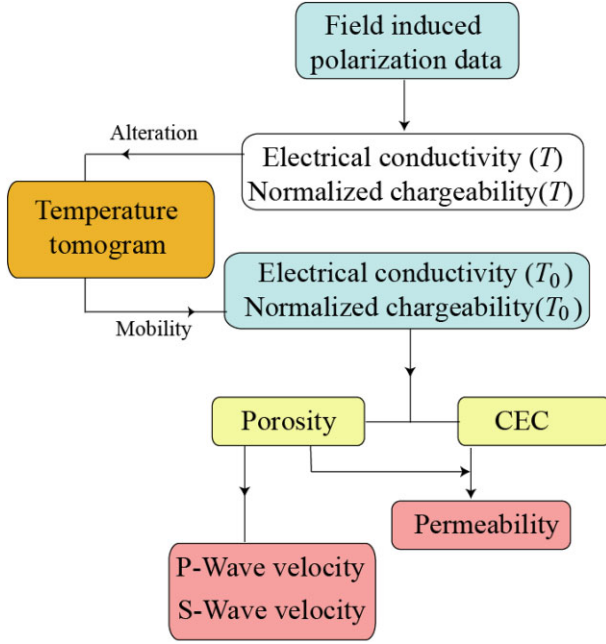 Field induced
polarization data
Alteration
Electrical conductivity (T)
Normalized chargeability(T)
Temperature
tomogram
Electrical conductivity (T₀)
Normalized chargeability(T₀)
Mobility
Porosity
CEC
Permeability
P-Wave velocity
S-Wave velocity